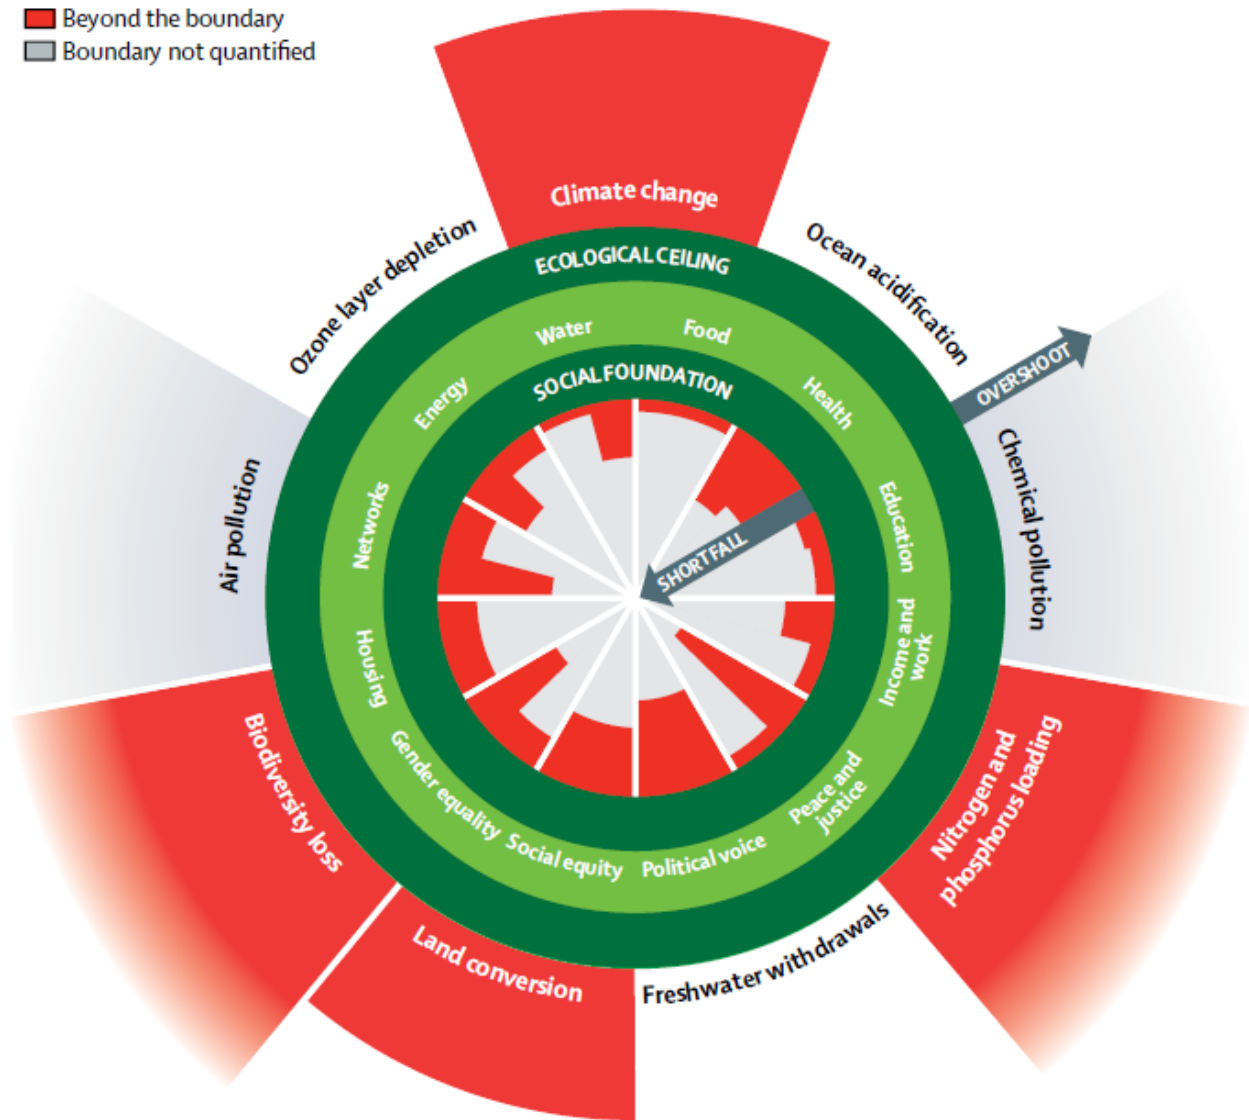 Beyond the boundary
Boundary not quantified
Climate change
Ozone layer depletion
Ocean acidification
ECOLOGICAL CEILING
Water
Food
SOCIAL FOUNDATION
Energy
Health
OVERSHOOT
Networks
Education
Air pollution
Chemical pollution
SHORTFALL
Housing
Income and
work
Biodiversity loss
Gender equality
Social equity
Political voice
Peace and
justice
Nitrogen and
phosphorus loading
Land conversion
Freshwater withdrawals